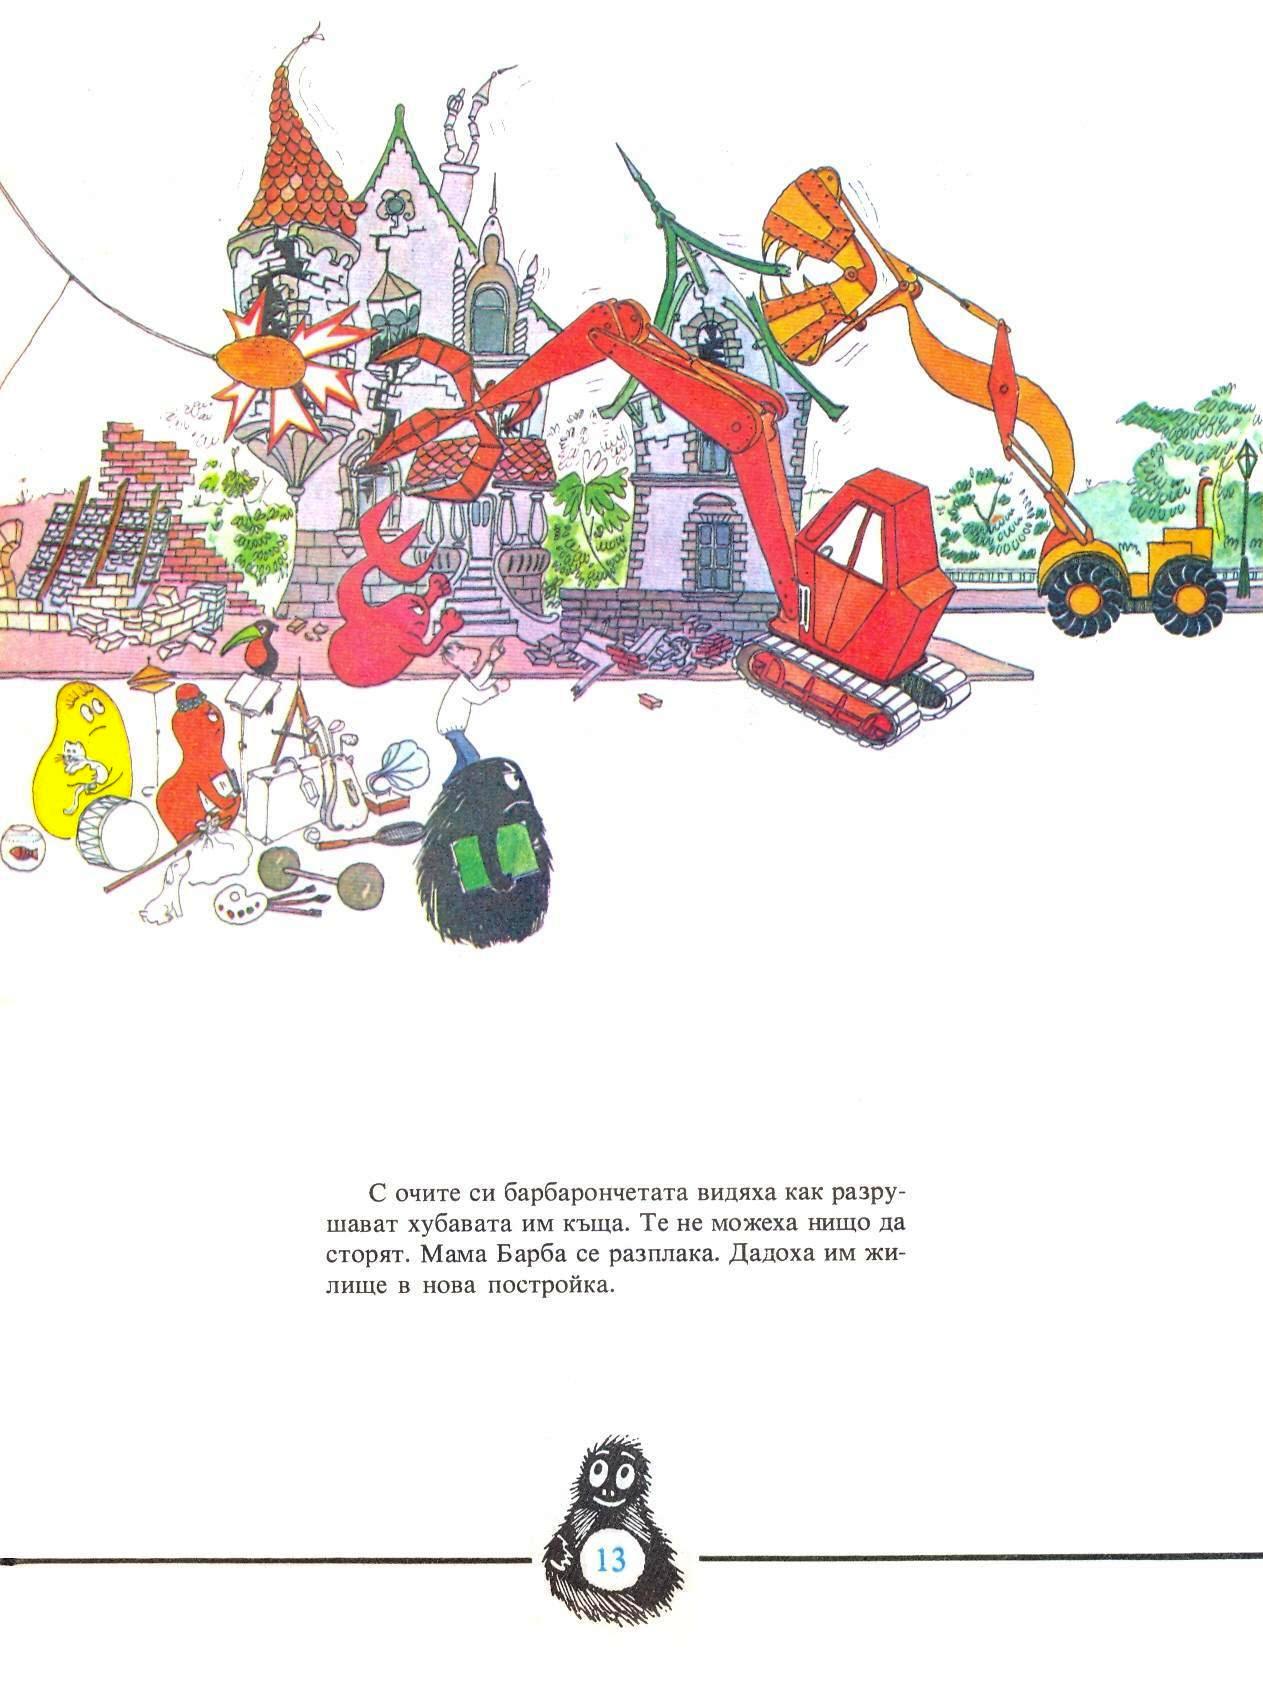 С очите си барбарончетата видяха как разру-
шават хубавата им къща. Те не можеха нищо да
сторят. Мама Барба се разплака. Дадоха им жи-
лище в нова постройка.
13